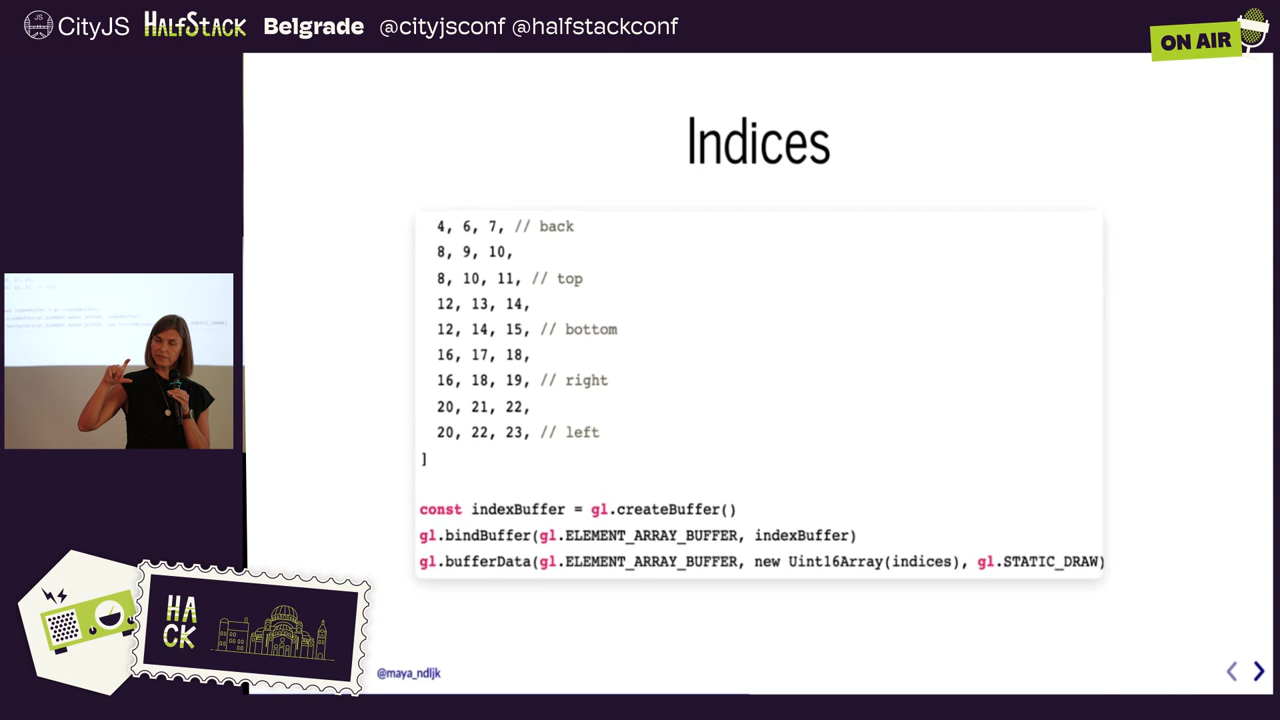 CityJS HALFSTACK Belgrade @cityjsconf @halfstackconf
ON AIR
Indices
4, 6, 7, // back
8, 9, 10,
8, 10, 11, // top
12, 13, 14,
12, 14, 15, // bottom
16, 17, 18,
16, 18, 19, // right
20, 21, 22,
20, 22, 23, // left
]
const indexBuffer = gl.createBuffer()
gl.bindBuffer(gl.ELEMENT_ARRAY_BUFFER, indexBuffer)
gl.bufferData(gl.ELEMENT_ARRAY_BUFFER, new Uint16Array(indices), gl.STATIC_DRAW)
HA
CK
@maya_ndljk